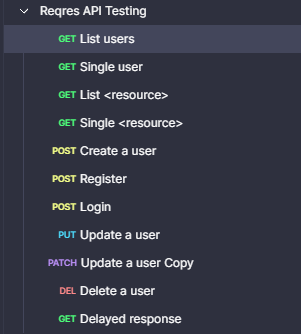 Reqres API Testing
GET List users
GET Single user
GET List <resource>
GET Single <resource>
POST Create a user
POST Register
POST Login
PUT Update a user
PATCH Update a user Copy
DEL Delete a user
GET Delayed response